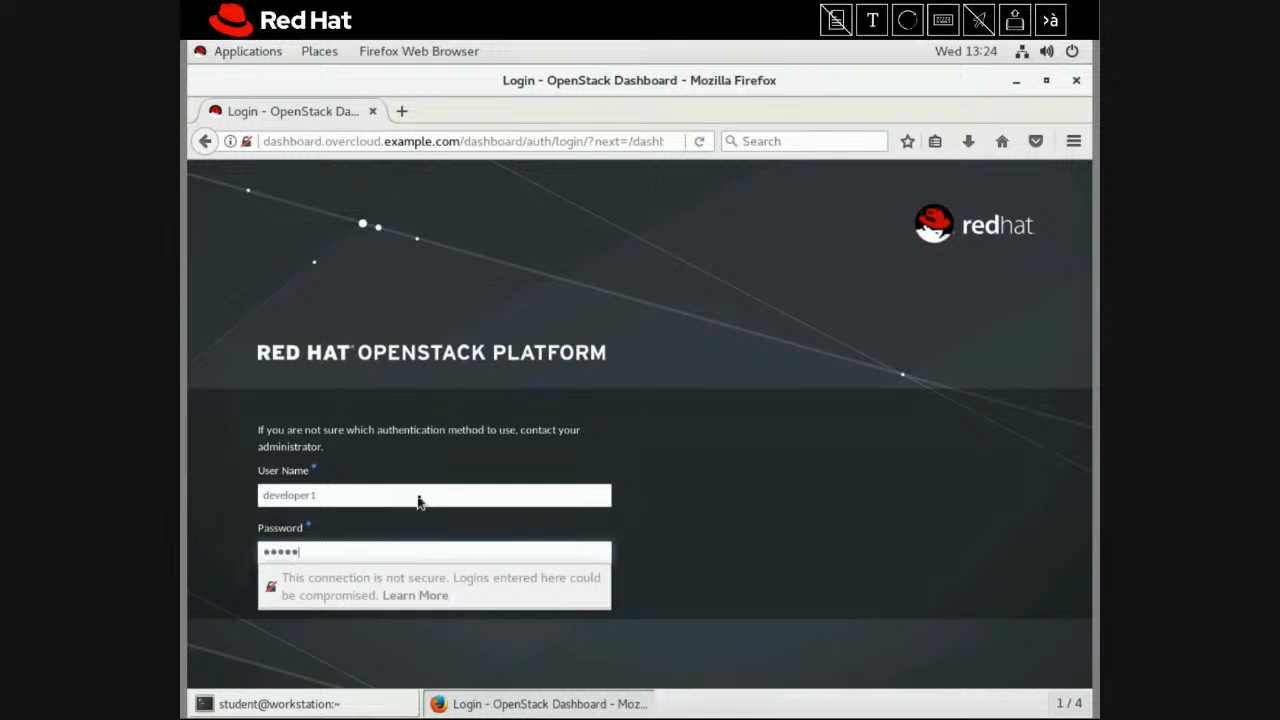 Red Hat
T
›à
Applications Places Firefox Web Browser Wed 13:24
Login - OpenStack Dashboard - Mozilla Firefox
Login - OpenStack Da...
dashboard.overcloud.example.com/dashboard/auth/login/?next=/dashb
Search
redhat
RED HAT OPENSTACK PLATFORM
If you are not sure which authentication method to use, contact your
administrator.
User Name *
developer1
Password *
•••••
This connection is not secure. Logins entered here could
be compromised. Learn More
student@workstation:~ Login - OpenStack Dashboard - Moz... 1 / 4